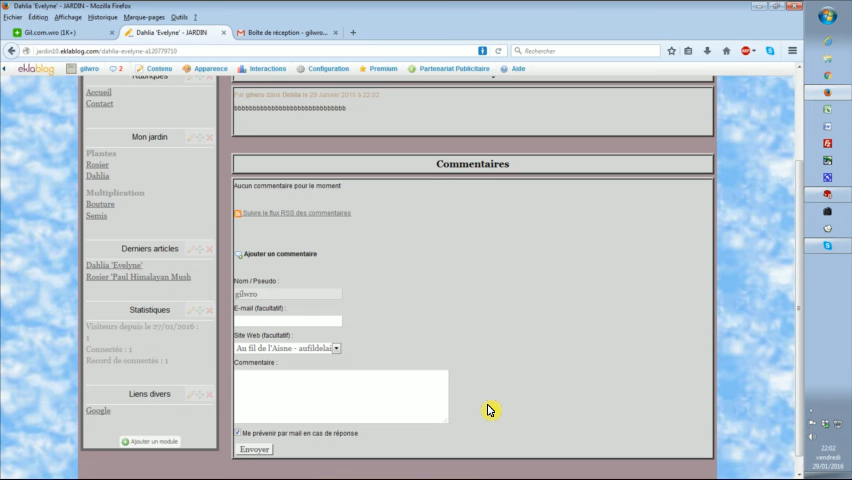 Dahlia 'Evelyne' - JARDIN - Mozilla Firefox
Fichier Édition Affichage Historique Marque-pages Outils ?
Gil.com.wro (1K+) Dahlia 'Evelyne' - JARDIN Boîte de réception - gilwro...
jardin10.eklablog.com/dahlia-evelyne-a120779710 Rechercher
eklablog gilwro 2 Contenu Apparence Interactions Configuration Premium Partenariat Publicitaire Aide
Rubriques
Accueil
Contact
Mon jardin
Plantes
Rosier
Dahlia
Multiplication
Bouture
Semis
Derniers articles
Dahlia 'Evelyne'
Rosier 'Paul Himalayan Mush
Statistiques
Visiteurs depuis le 27/01/2016 :
1
Connectés : 1
Record de connectés : 1
Liens divers
Google
Ajouter un module
Par gilwro dans Dahlia le 29 Janvier 2016 à 22:02
Commentaires
Aucun commentaire pour le moment
Suivre le flux RSS des commentaires
Ajouter un commentaire
Nom / Pseudo :
gilwro
E-mail (facultatif) :
Site Web (facultatif) :
Au fil de l'Aisne - aufildelai
Commentaire :
Me prévenir par mail en cas de réponse
Envoyer
22:02
vendredi
29/01/2016